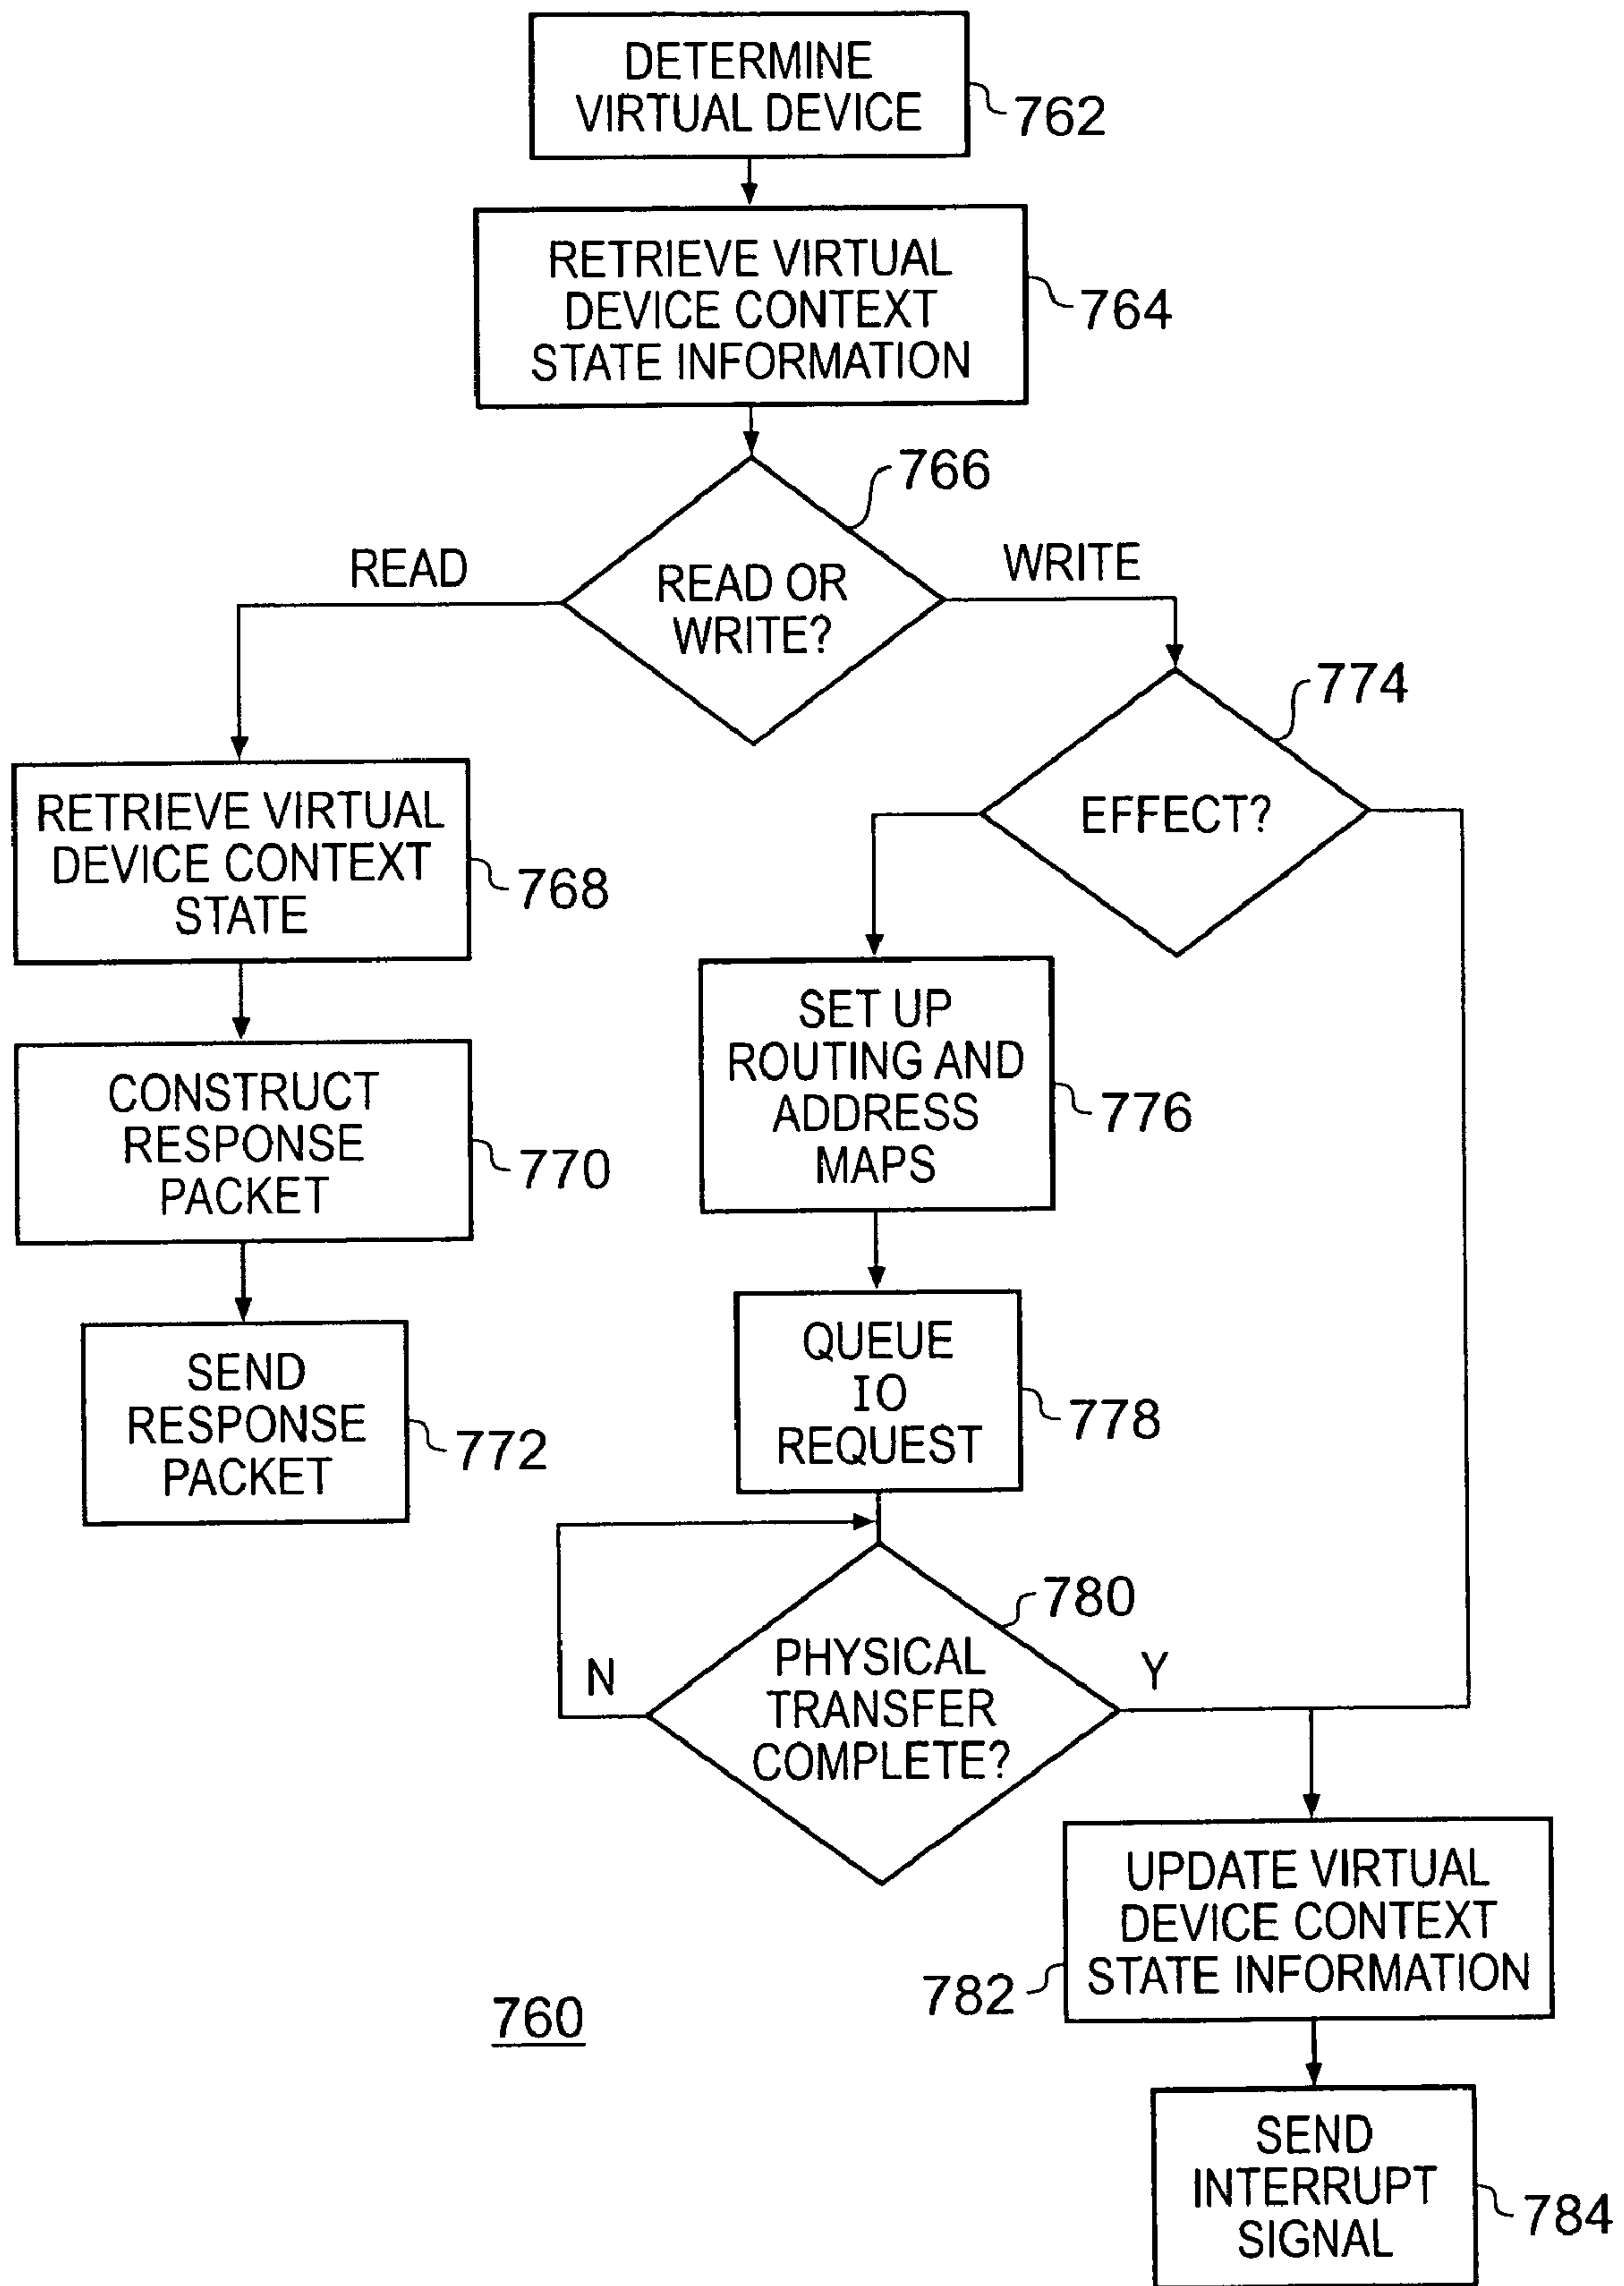 DETERMINE
VIRTUAL DEVICE
762
RETRIEVE VIRTUAL
DEVICE CONTEXT
STATE INFORMATION
764
766
READ OR
WRITE?
READ
WRITE
774
EFFECT?
RETRIEVE VIRTUAL
DEVICE CONTEXT
STATE
768
CONSTRUCT
RESPONSE
PACKET
770
SEND
RESPONSE
PACKET
772
SET UP
ROUTING AND
ADDRESS
MAPS
776
QUEUE
IO
REQUEST
778
780
PHYSICAL
TRANSFER
COMPLETE?
N
Y
UPDATE VIRTUAL
DEVICE CONTEXT
STATE INFORMATION
782
760
SEND
INTERRUPT
SIGNAL
784